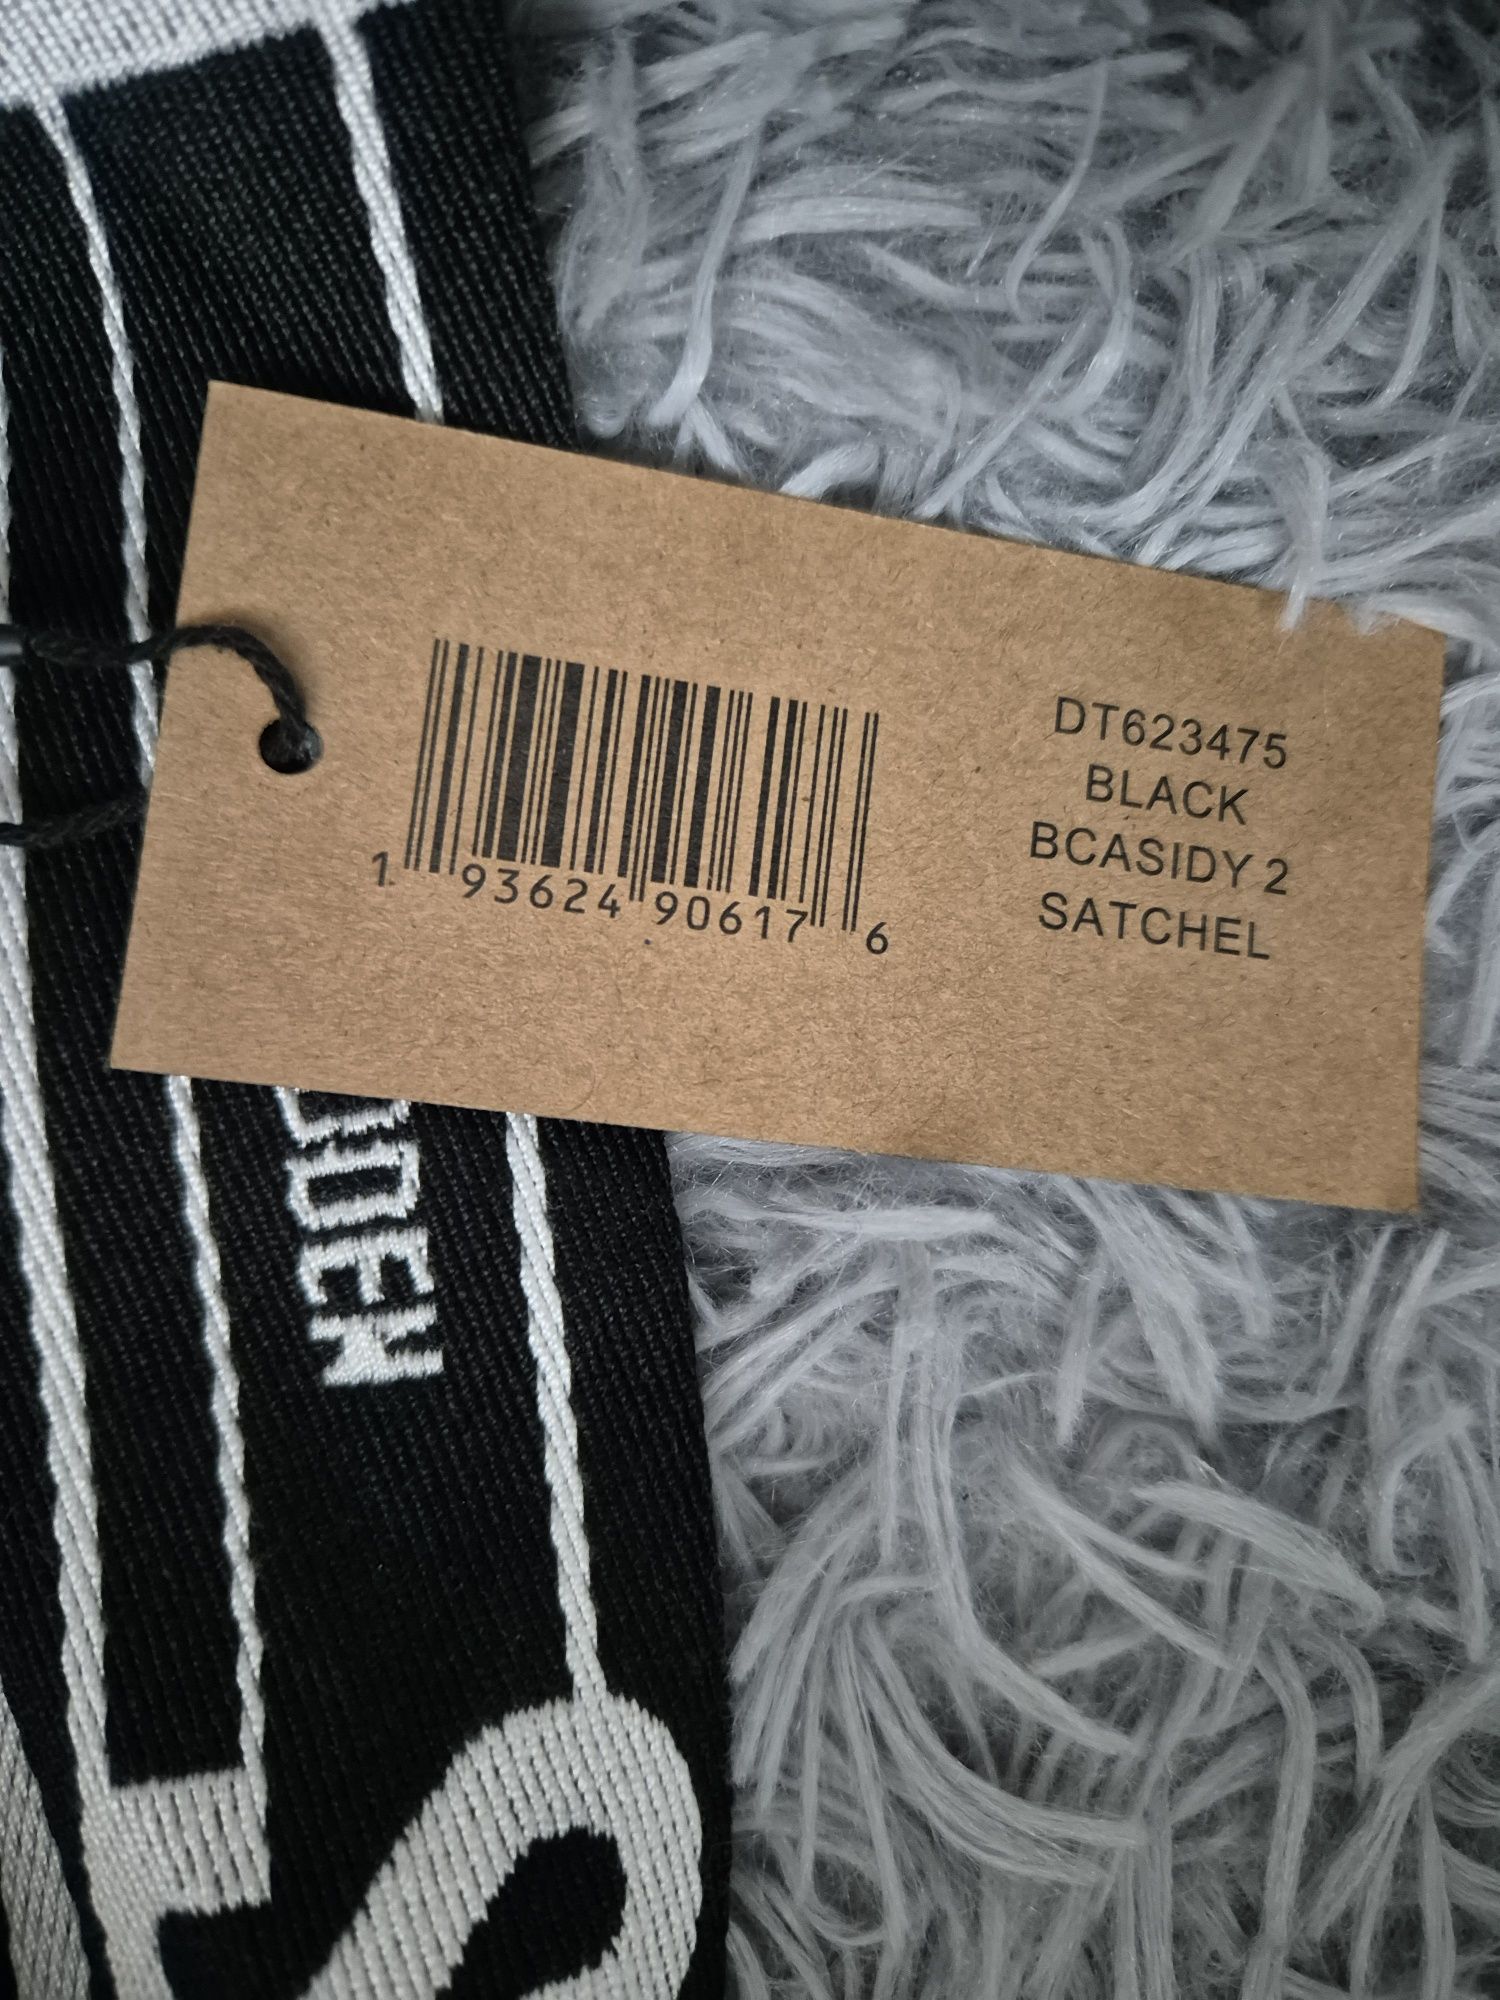 DT623475
BLACK
BCASIDY 2
SATCHEL
1 93624 90617 6